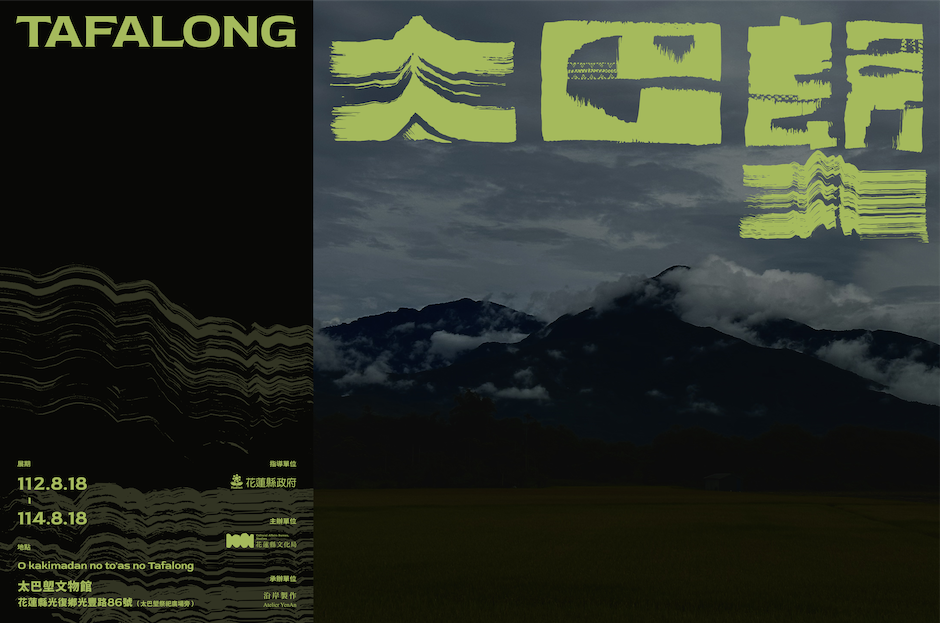 TAFALONG
太巴塱
展期
112.8.18
-
114.8.18
地點
O kakimadan no to'as no Tafalong
太巴塱文物館
花蓮縣光復鄉光豐路86號（太巴塱祭祀廣場旁）
指導單位
花蓮縣政府
主辦單位
花蓮縣文化局
承辦單位
沿岸製作
Atelier YenAn